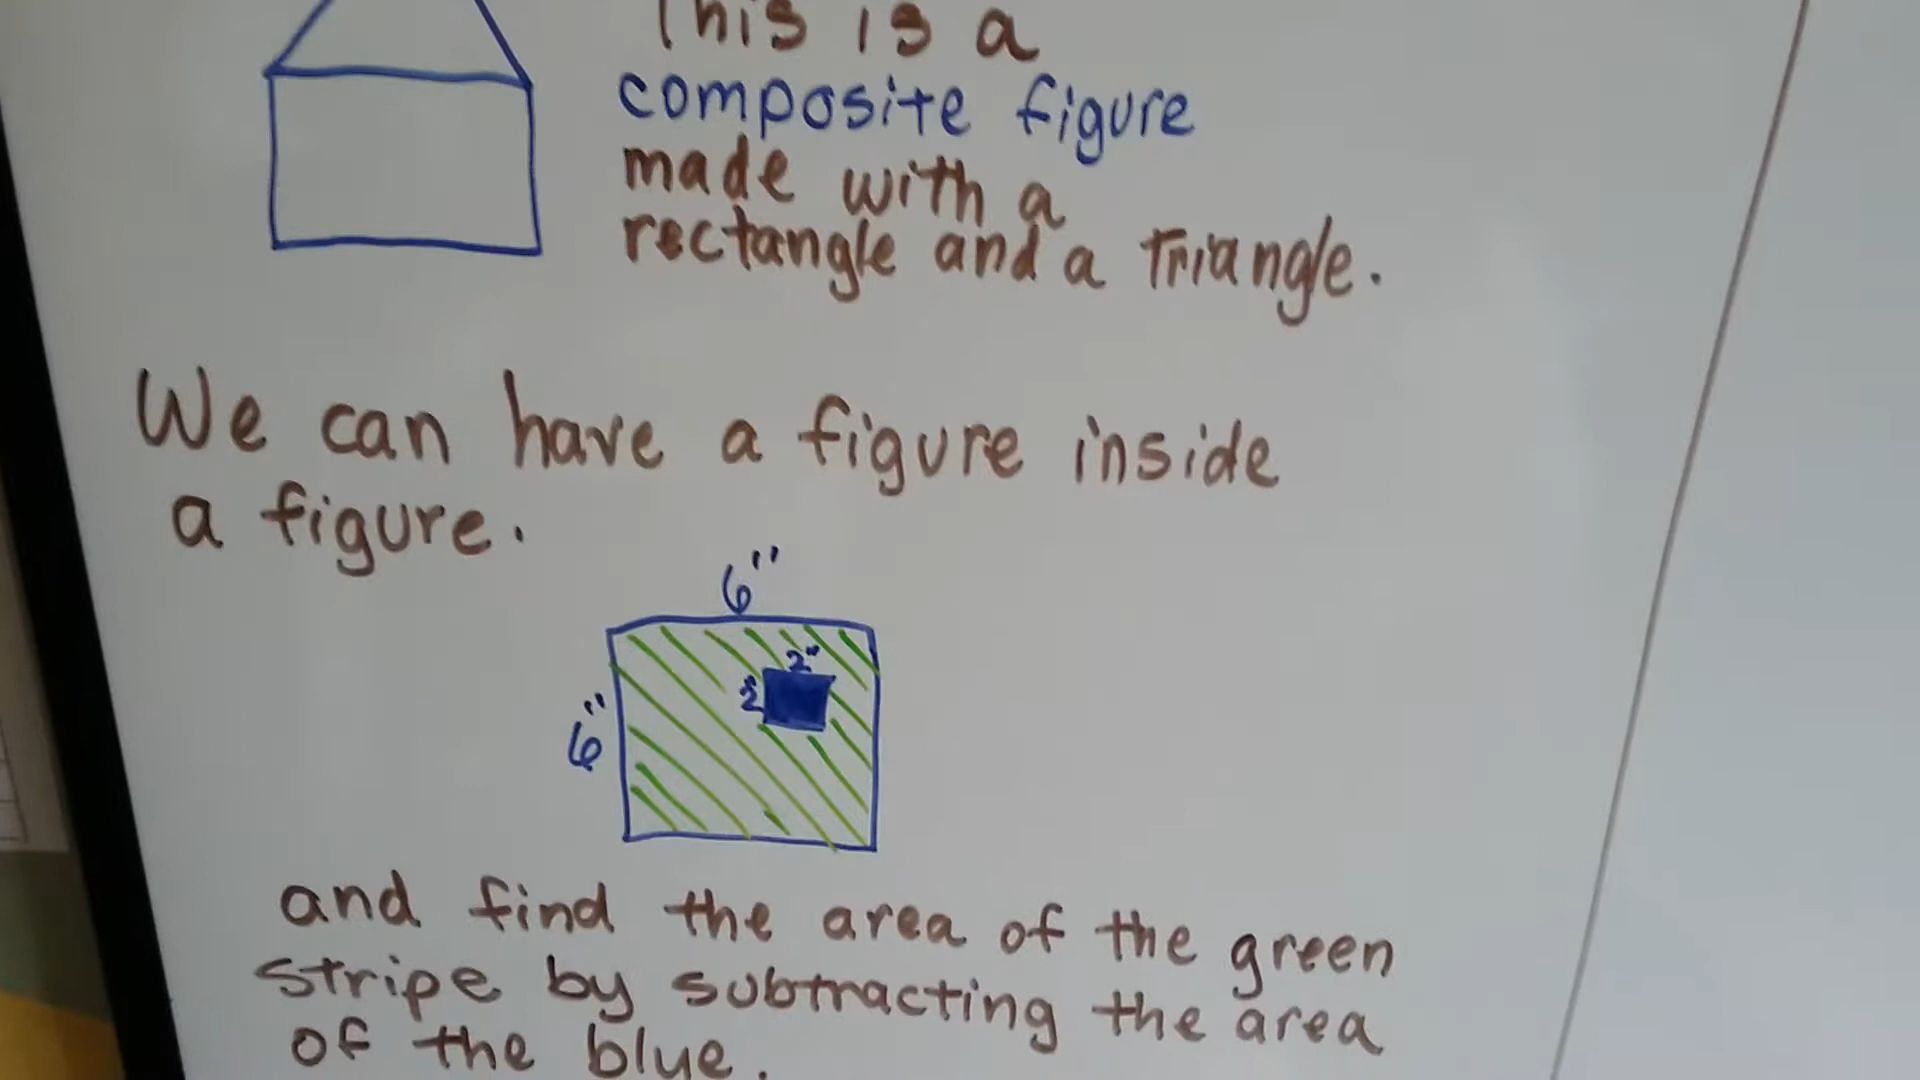 This is a
composite figure
made with a
rectangle and a triangle.
We can have a figure inside
a figure.
6"
2"
2
6"
and find the area of the green
stripe by subtracting the area
of the blue.